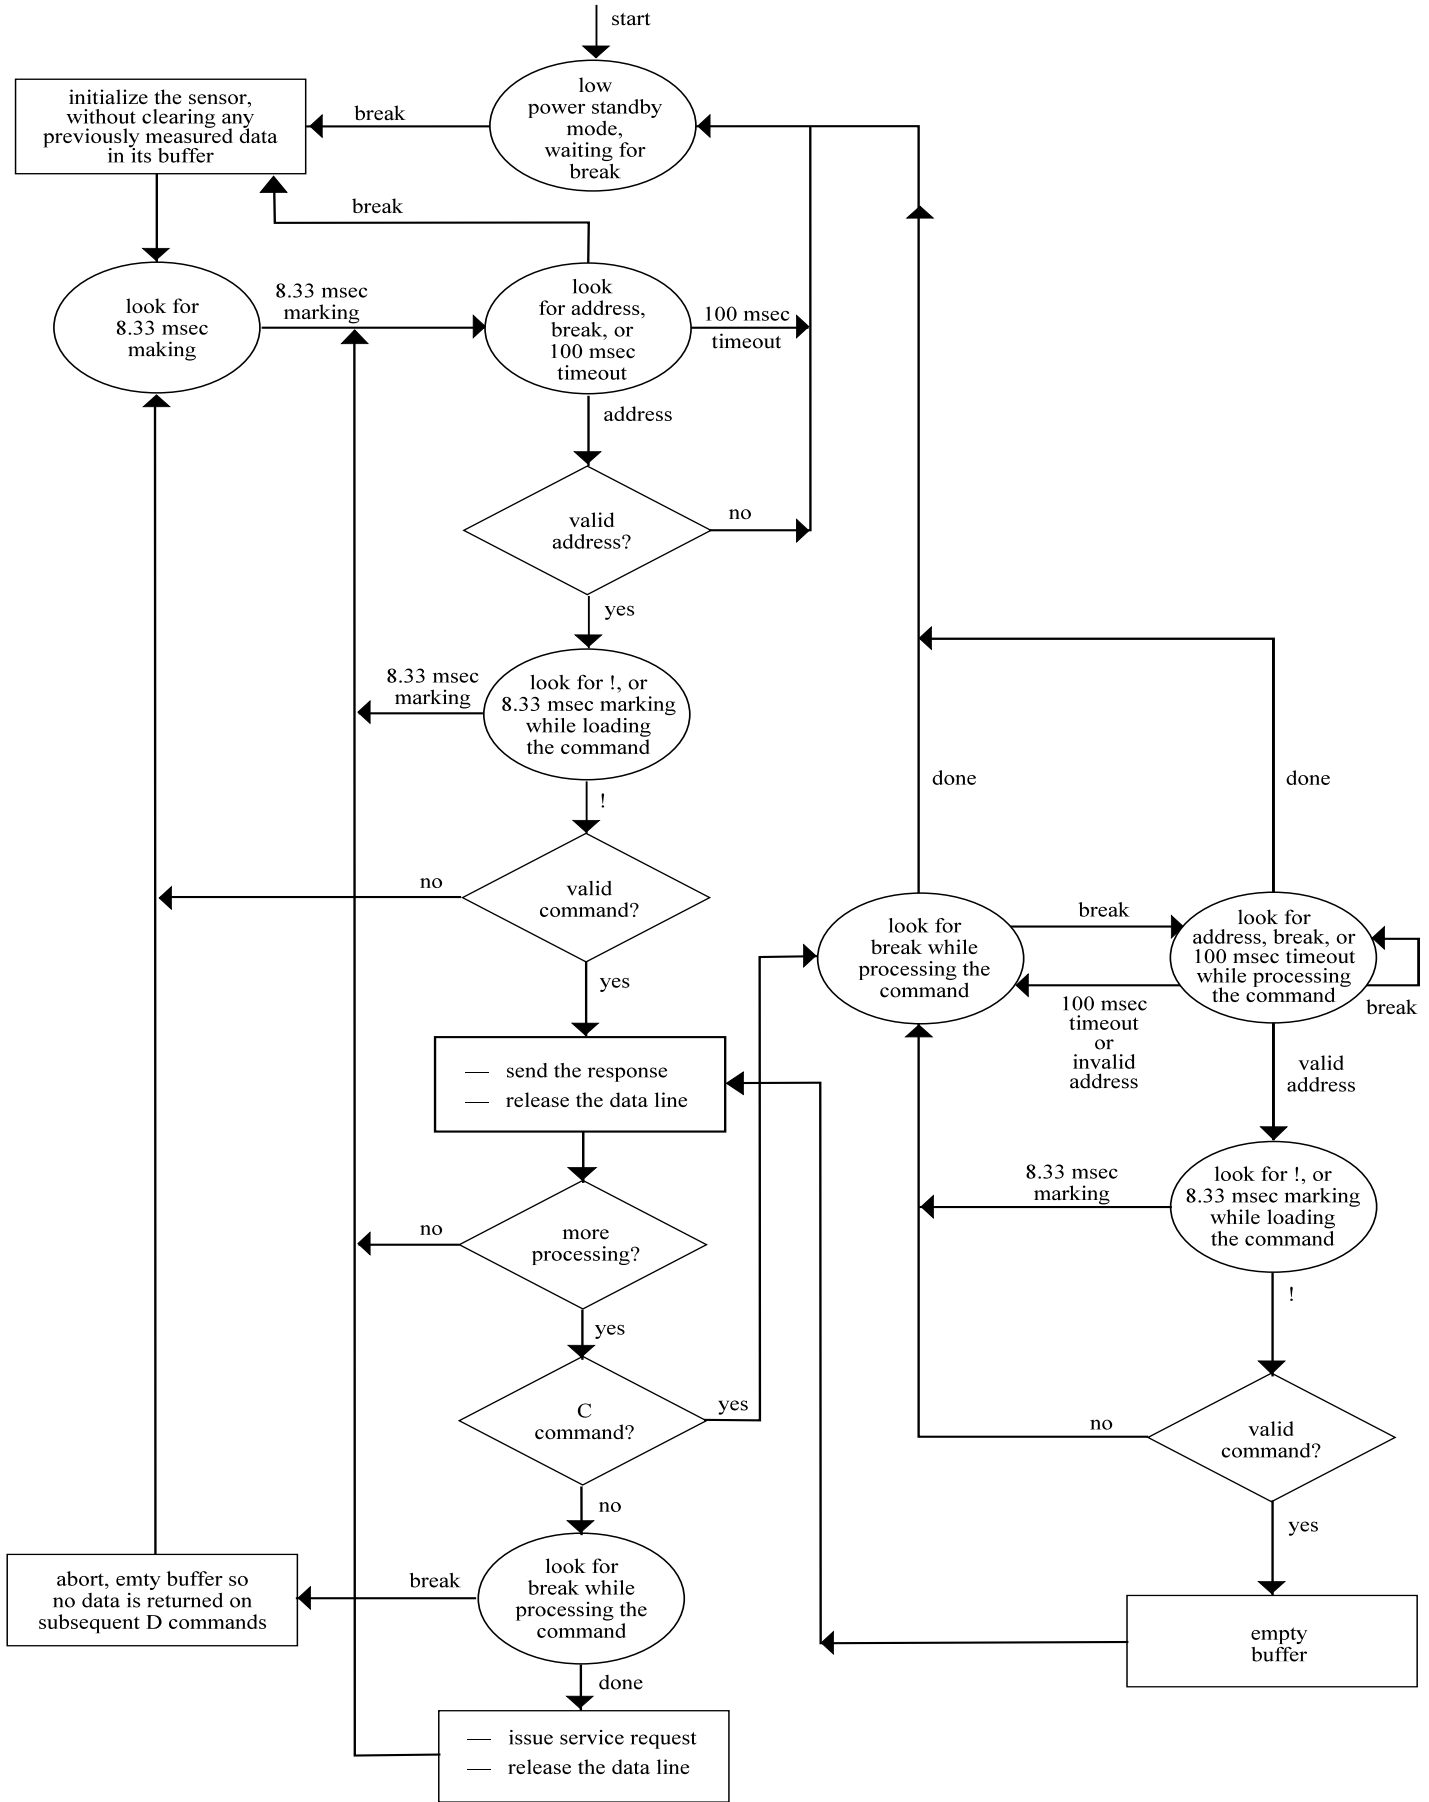 start
low
power standby
mode,
waiting for
break
break
initialize the sensor,
without clearing any
previously measured data
in its buffer
break
look for
8.33 msec
making
8.33 msec
marking
look
for address,
break, or
100 msec
timeout
100 msec
timeout
address
valid
address?
no
yes
8.33 msec
marking
look for !, or
8.33 msec marking
while loading
the command
!
no
valid
command?
yes
— send the response
— release the data line
no
more
processing?
yes
C
command?
yes
no
look for
break while
processing the
command
break
abort, emty buffer so
no data is returned on
subsequent D commands
done
— issue service request
— release the data line
done
done
look for
break while
processing the
command
break
look for
address, break, or
100 msec timeout
while processing
the command
break
100 msec
timeout
or
invalid
address
valid
address
8.33 msec
marking
look for !, or
8.33 msec marking
while loading
the command
!
no
valid
command?
yes
empty
buffer